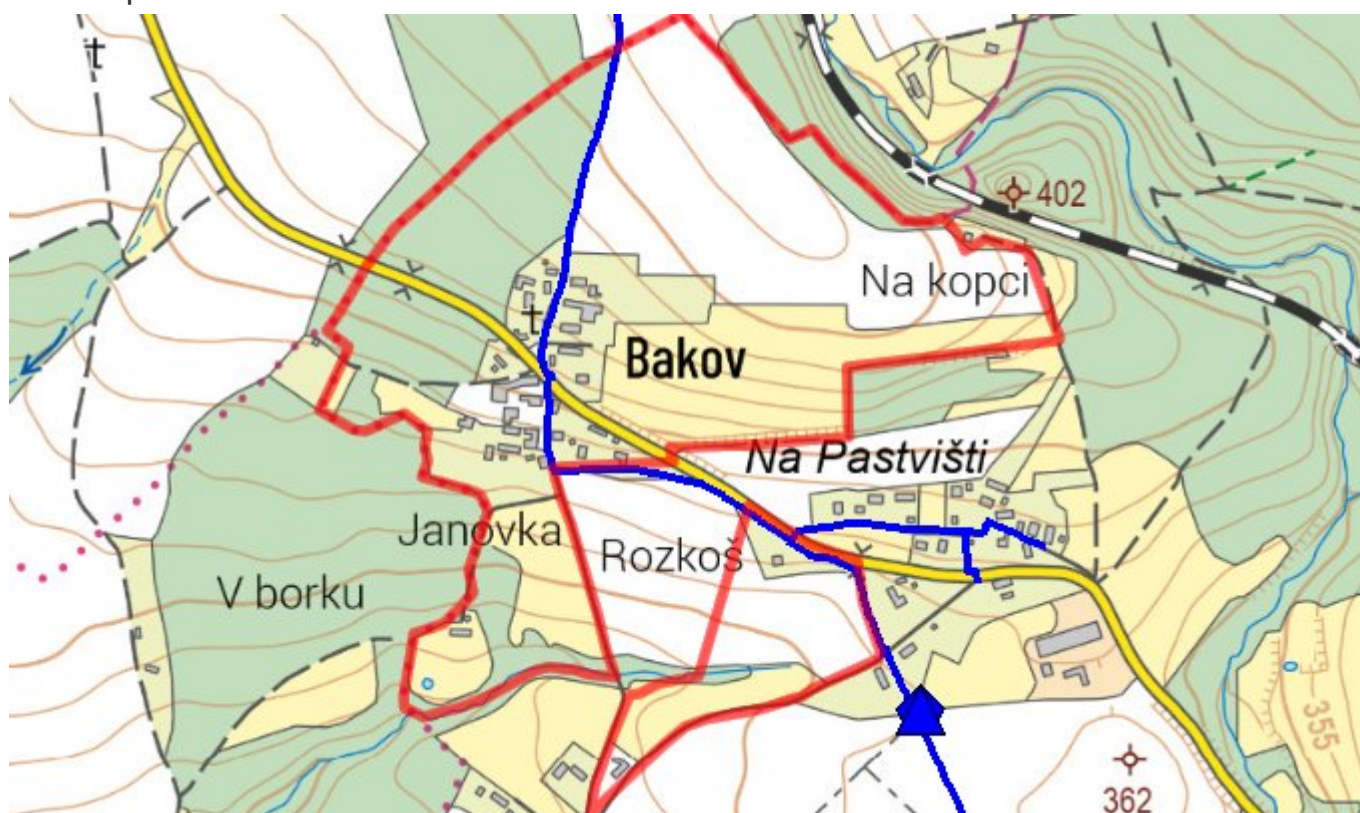 402
Na kopci
Bakov
Na Pastvišti
Janovka
Rozkoš
V borku
355
362